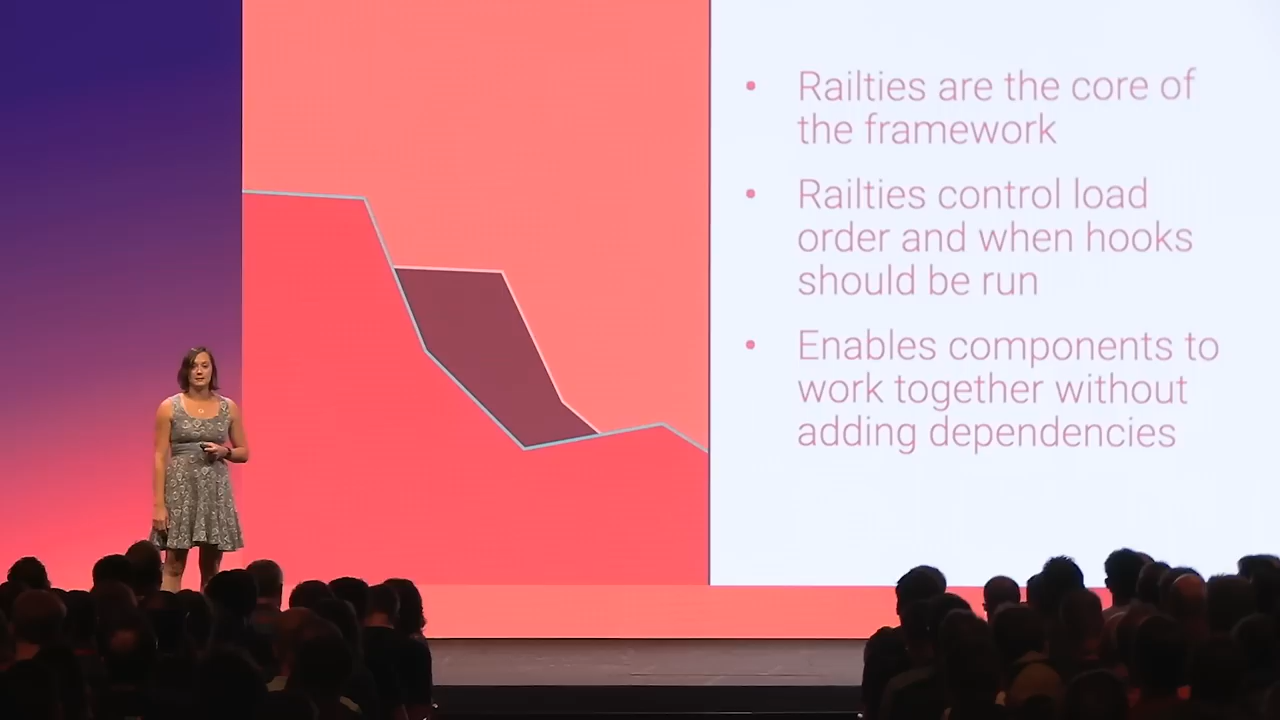 • Railties are the core of
the framework
• Railties control load
order and when hooks
should be run
• Enables components to
work together without
adding dependencies